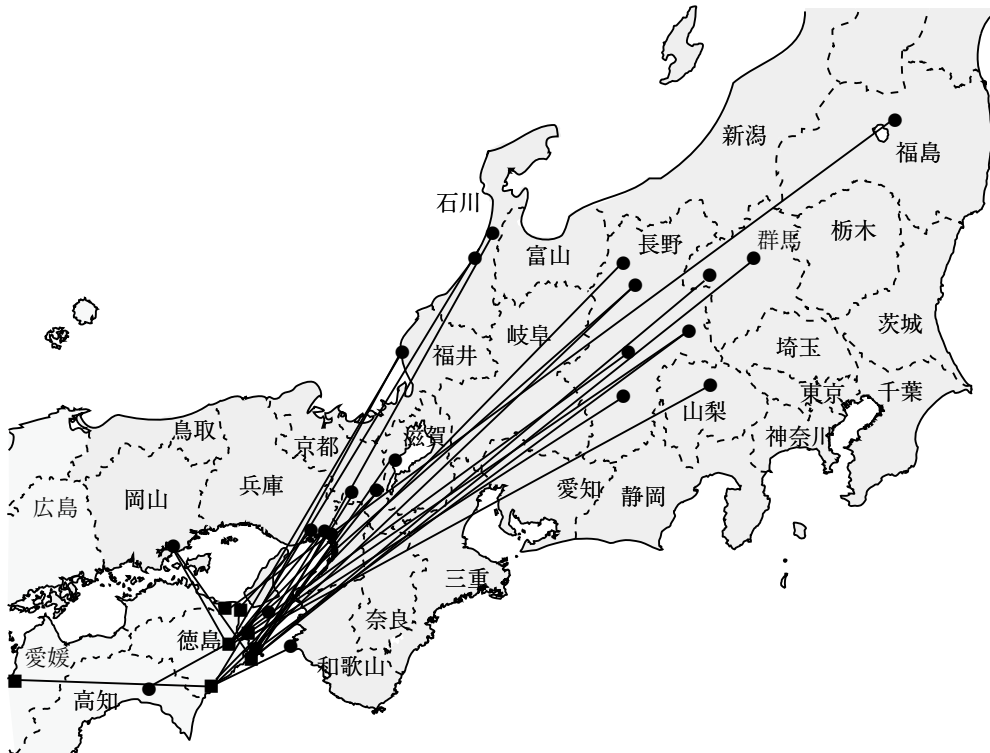 新潟
福島
石川
栃木
群馬
長野
富山
茨城
岐阜
埼玉
福井
東京
千葉
山梨
鳥取
滋賀
神奈川
京都
兵庫
愛知
静岡
岡山
広島
三重
奈良
徳島
愛媛
和歌山
高知